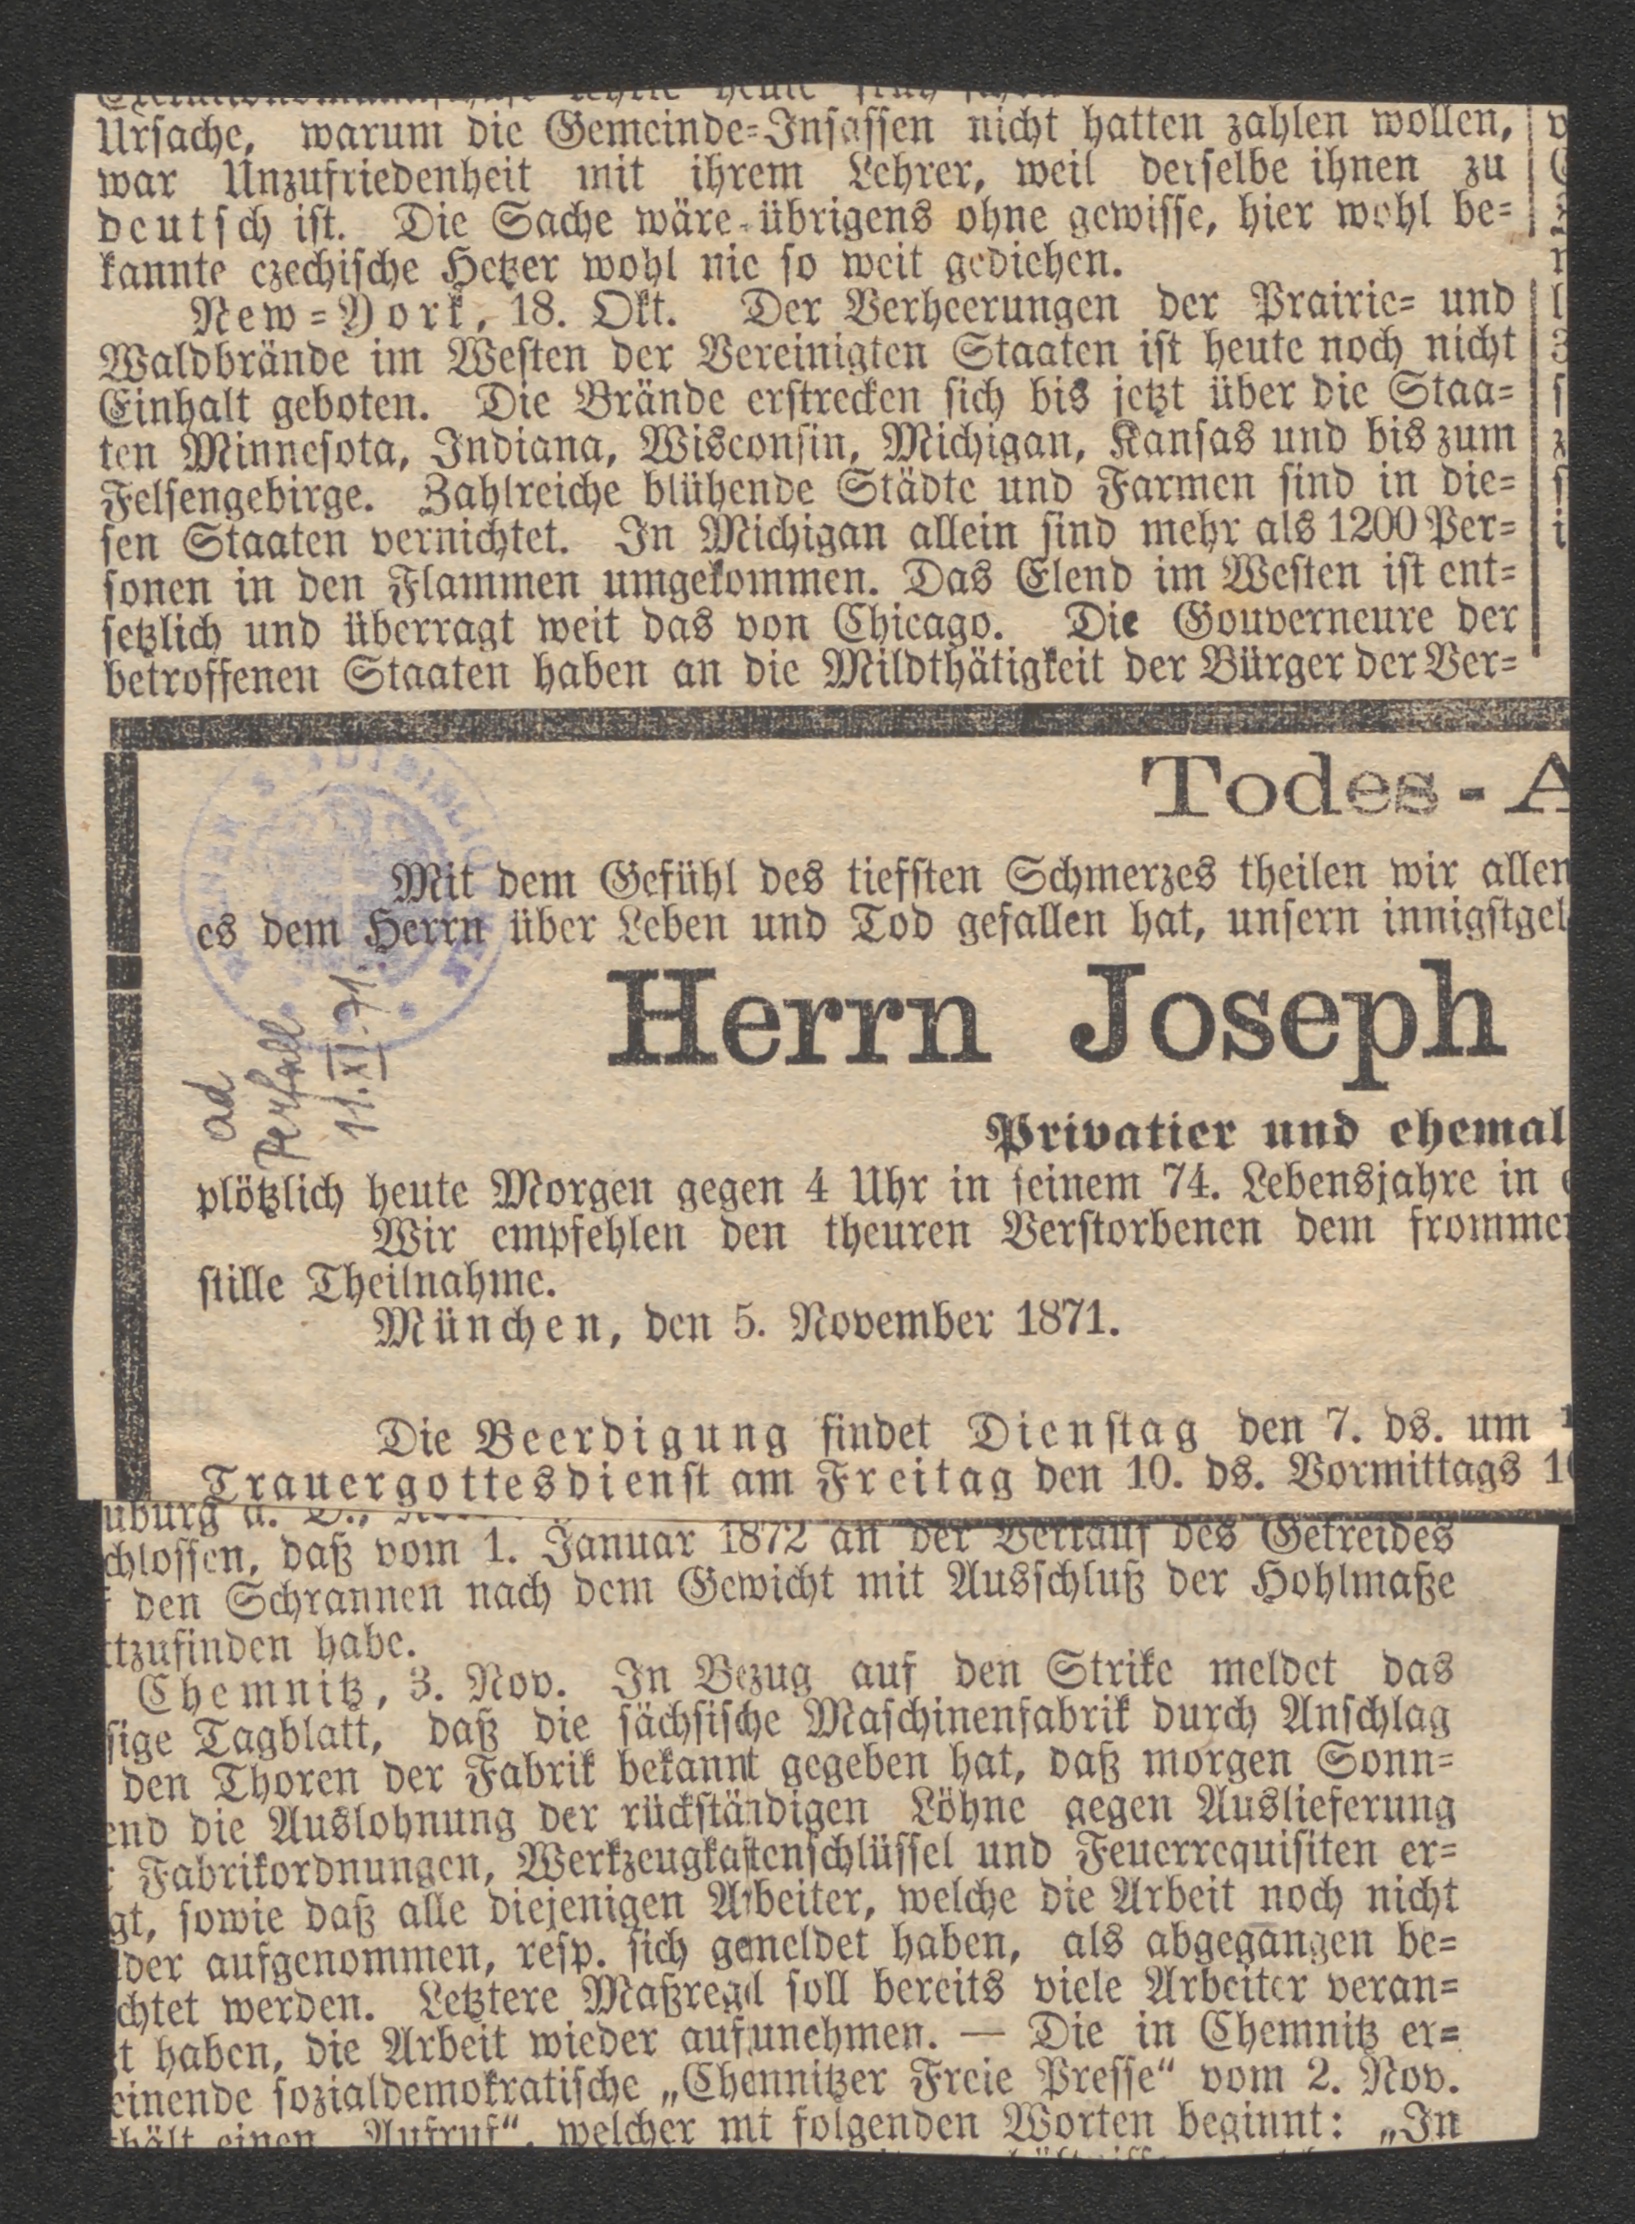 Ursache, warum die Gemeinde=Insassen nicht hatten zahlen wollen,
war Unzufriedenheit mit ihrem Lehrer, weil derselbe ihnen zu
deutsch ist. Die Sache wäre übrigens ohne gewisse, hier wohl be=
kannte czechische Hetzer wohl nie so weit gediehen.
New=York, 18. Okt. Der Verheerungen der Prairie= und
Waldbrände im Westen der Vereinigten Staaten ist heute noch nicht
Einhalt geboten. Die Brände erstrecken sich bis jetzt über die Staa=
ten Minnesota, Indiana, Wisconsin, Michigan, Kansas und bis zum
Felsengebirge. Zahlreiche blühende Städte und Farmen sind in die=
sen Staaten vernichtet. In Michigan allein sind mehr als 1200 Per=
sonen in den Flammen umgekommen. Das Elend im Westen ist ent=
setzlich und überragt weit das von Chicago. Die Gouverneure der
betroffenen Staaten haben an die Mildthätigkeit der Bürger der Ver=
Todes-A
Mit dem Gefühl des tiefsten Schmerzes theilen wir allen
es dem Herrn über Leben und Tod gefallen hat, unsern innigstgel
Herrn Joseph
ad
Perfall
11.XI.71.
Privatier und ehemal
plötzlich heute Morgen gegen 4 Uhr in seinem 74. Lebensjahre in
Wir empfehlen den theuren Verstorbenen dem fromme
stille Theilnahme.
München, den 5. November 1871.
Die Beerdigung findet Dienstag den 7. ds. um
Trauergottesdienst am Freitag den 10. ds. Vormittags
uburg a. D.,
chlossen, daß vom 1. Januar 1872 an der Verkauf des Getreides
den Schrannen nach dem Gewicht mit Ausschluß der Hohlmaße
tzufinden habe.
Chemnitz, 3. Nov. In Bezug auf den Strike meldet das
sige Tagblatt, daß die sächsische Maschinenfabrik durch Anschlag
den Thoren der Fabrik bekannt gegeben hat, daß morgen Sonn=
end die Auslohnung der rückständigen Löhne gegen Auslieferung
Fabrikordnungen, Werkzeugkastenschlüssel und Feuerrequisiten er=
gt, sowie daß alle diejenigen Arbeiter, welche die Arbeit noch nicht
der aufgenommen, resp. sich gemeldet haben, als abgegangen be=
chtet werden. Letztere Maßregel soll bereits viele Arbeiter veran=
t haben, die Arbeit wieder aufzunehmen. — Die in Chemnitz er=
einende sozialdemokratische „Chemnitzer Freie Presse“ vom 2. Nov.
hält einen „Aufruf“, welcher mit folgenden Worten beginnt: „In